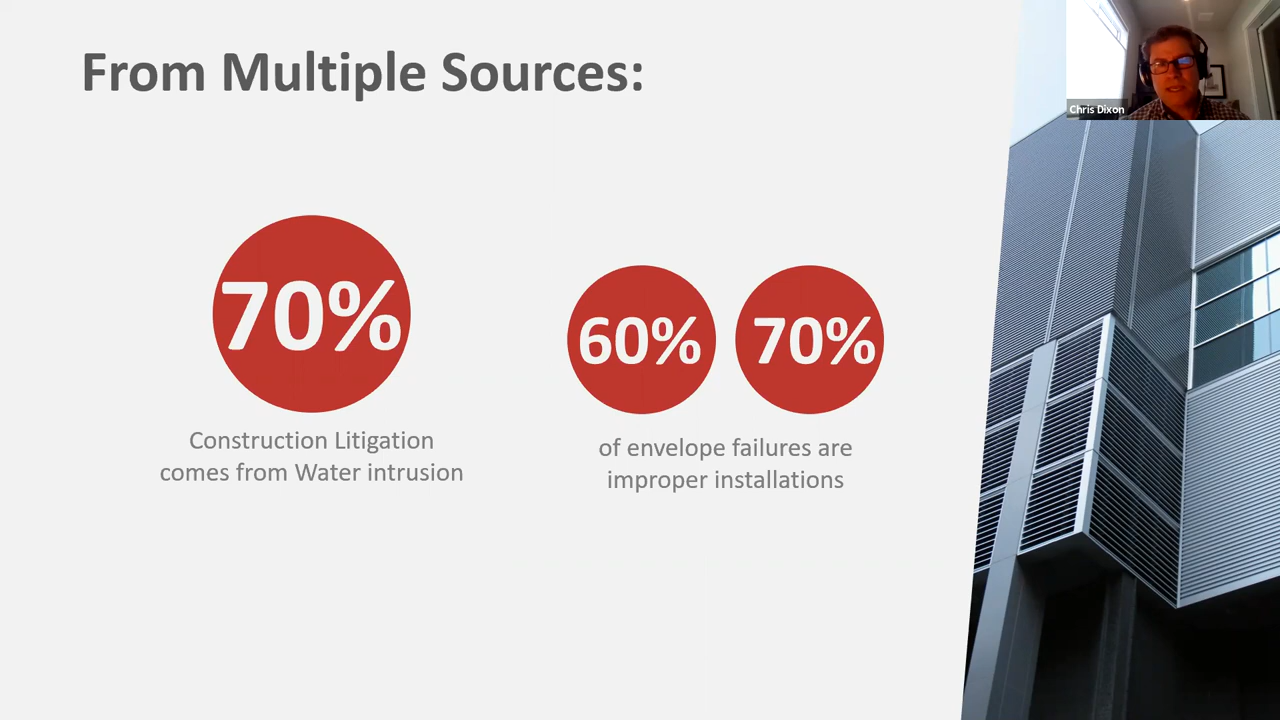 From Multiple Sources:
Chris Dixon
70%
Construction Litigation
comes from Water intrusion
60%
70%
of envelope failures are
improper installations